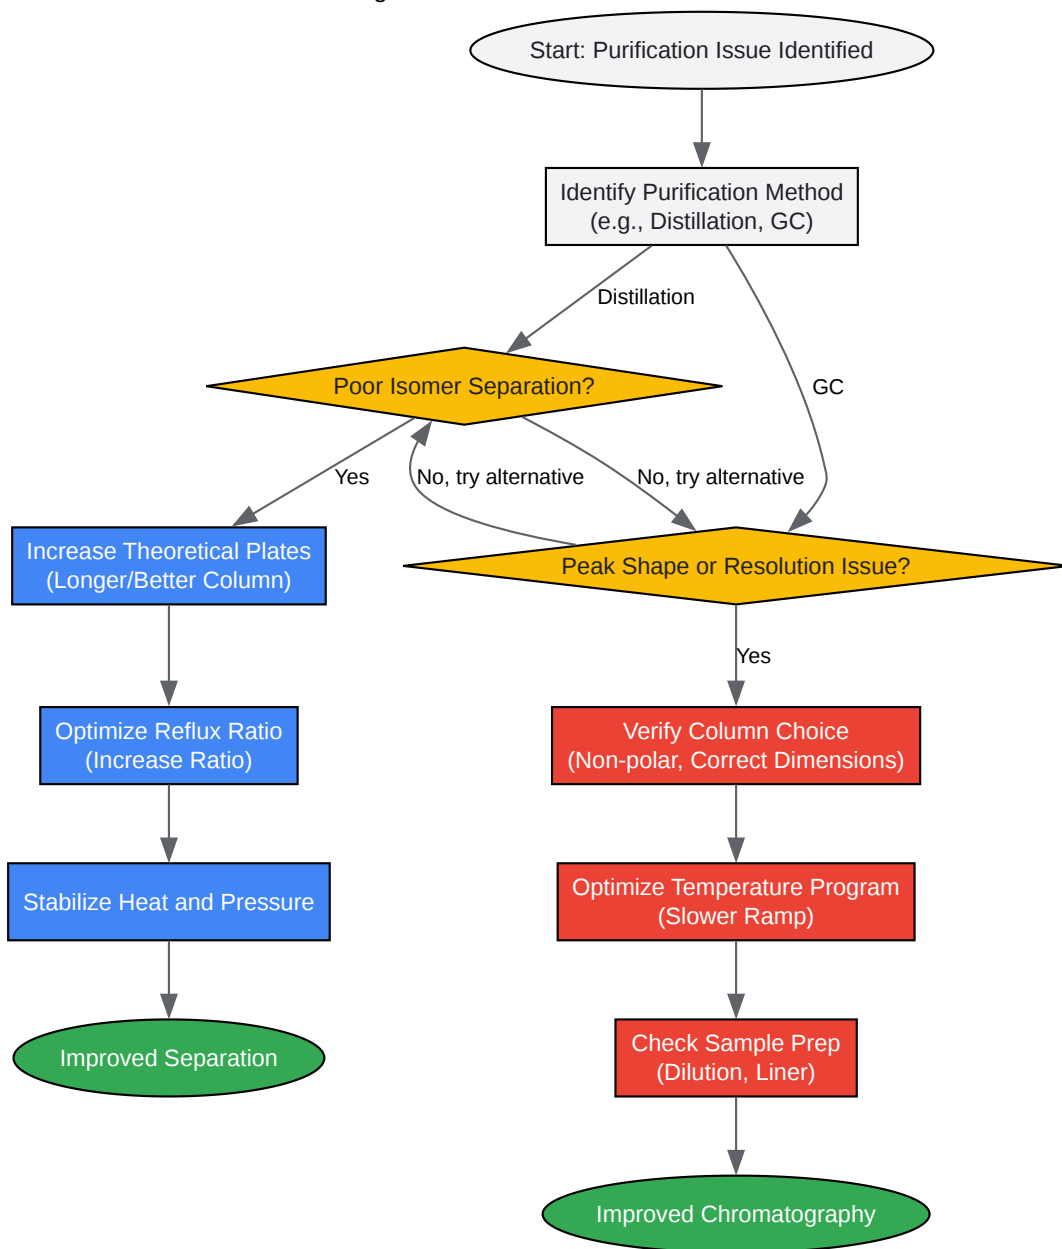 Start: Purification Issue Identified
Identify Purification Method
(e.g., Distillation, GC)
Distillation
GC
Poor Isomer Separation?
Yes
No, try alternative
No, try alternative
Increase Theoretical Plates
(Longer/Better Column)
Peak Shape or Resolution Issue?
Yes
Optimize Reflux Ratio
(Increase Ratio)
Verify Column Choice
(Non-polar, Correct Dimensions)
Stabilize Heat and Pressure
Optimize Temperature Program
(Slower Ramp)
Improved Separation
Check Sample Prep
(Dilution, Liner)
Improved Chromatography